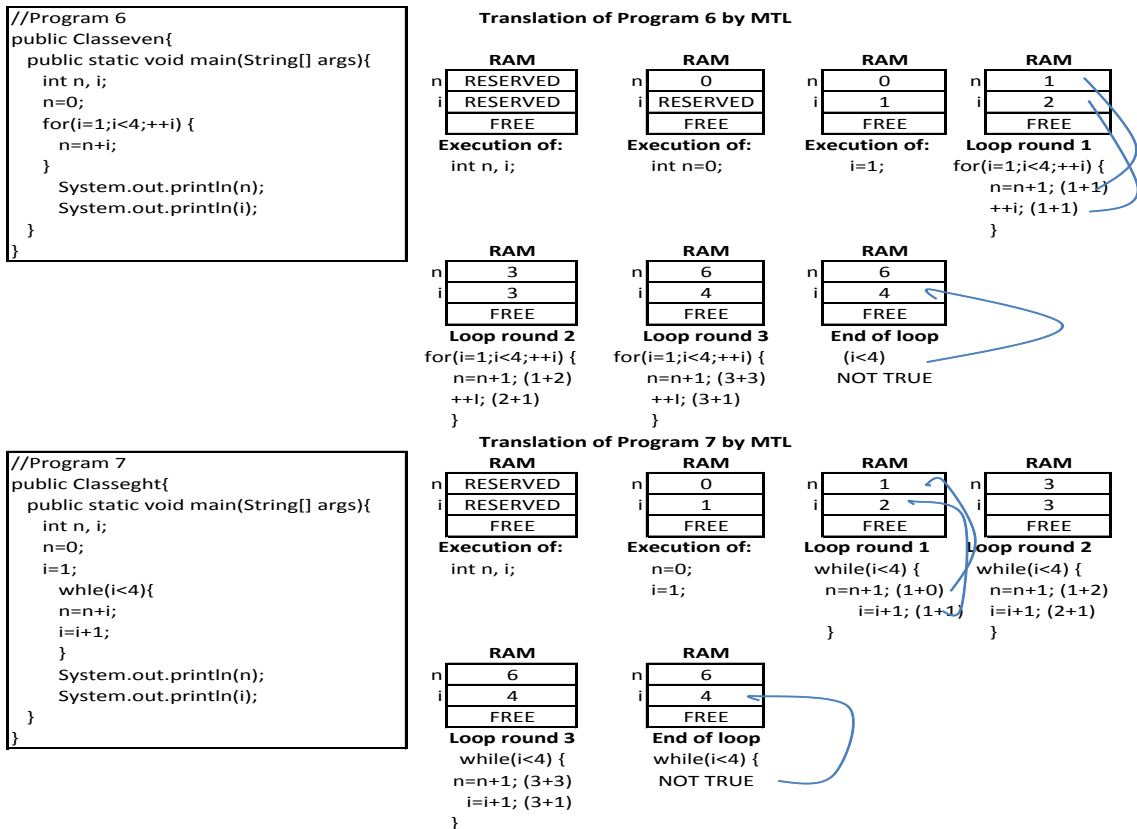 //Program 6
public Classeven{
public static void main(String[] args){
int n, i;
n=0;
for(i=1;i<4;++i) {
n=n+i;
}
System.out.println(n);
System.out.println(i);
}
}
Translation of Program 6 by MTL
RAM
n RESERVED
i RESERVED
FREE
Execution of:
int n, i;
RAM
n 0
i RESERVED
FREE
Execution of:
int n=0;
RAM
n 0
i 1
FREE
Execution of:
i=1;
RAM
n 1
i 2
FREE
Loop round 1
for(i=1;i<4;++i) {
n=n+1; (1+1)
++i; (1+1)
}
RAM
n 3
i 3
FREE
Loop round 2
for(i=1;i<4;++i) {
n=n+1; (1+2)
++I; (2+1)
}
RAM
n 6
i 4
FREE
Loop round 3
for(i=1;i<4;++i) {
n=n+1; (3+3)
++I; (3+1)
}
RAM
n 6
i 4
FREE
End of loop
(i<4)
NOT TRUE
Translation of Program 7 by MTL
//Program 7
public Classeght{
public static void main(String[] args){
int n, i;
n=0;
i=1;
whle(i<4){
n=n+i;
i=i+1;
}
System.out.println(n);
System.out.println(i);
}
}
RAM
n RESERVED
i RESERVED
FREE
Execution of:
int n, i;
RAM
n 0
i 1
FREE
Execution of:
n=0;
i=1;
RAM
n 1
i 2
FREE
Loop round 1
while(i<4) {
n=n+1; (1+0)
i=i+1; (1+1)
}
RAM
n 3
i 3
FREE
Loop round 2
while(i<4) {
n=n+1; (1+2)
i=i+1; (2+1)
}
RAM
n 6
i 4
FREE
Loop round 3
while(i<4) {
n=n+1; (3+3)
i=i+1; (3+1)
}
RAM
n 6
i 4
FREE
End of loop
while(i<4) {
NOT TRUE